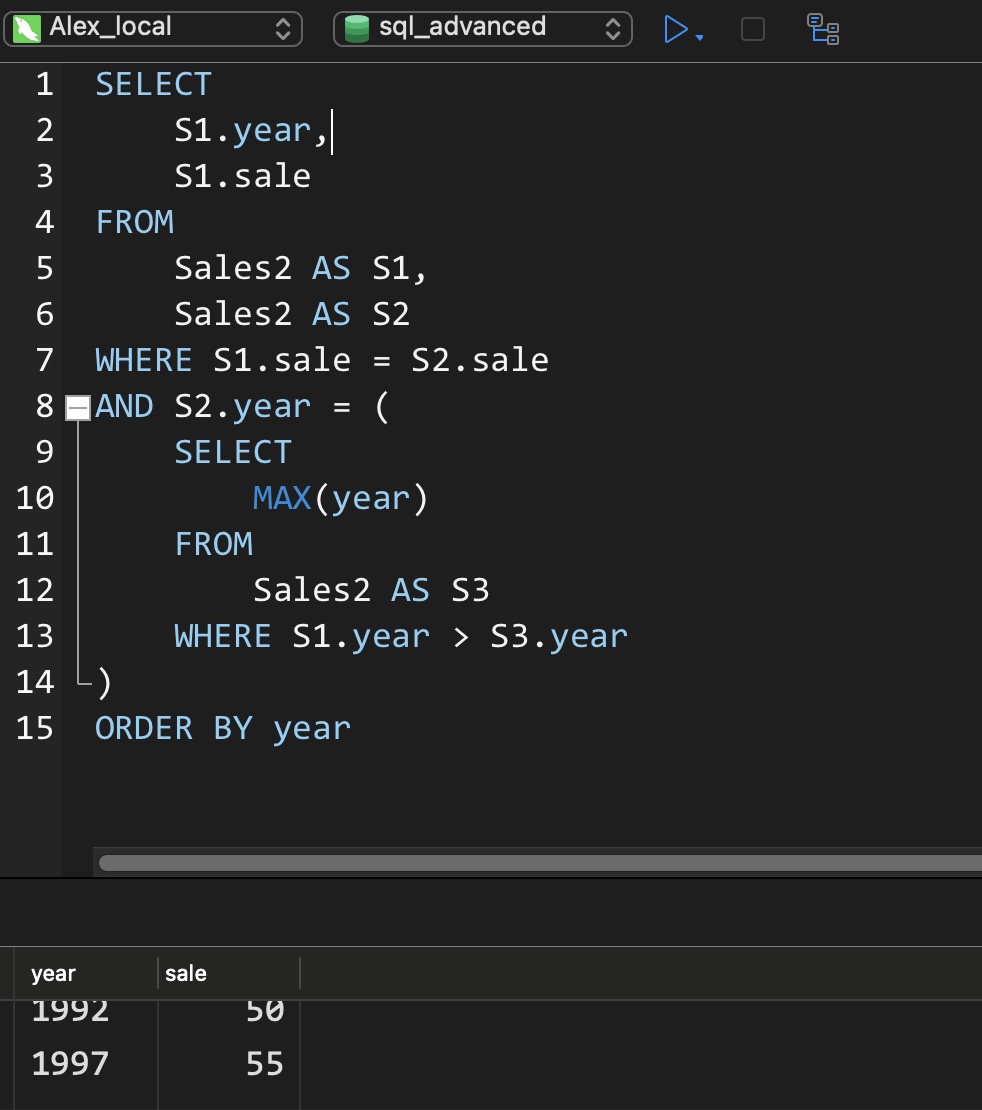 Alex_local sql_advanced
1 SELECT
2 S1.year,
3 S1.sale
4 FROM
5 Sales2 AS S1,
6 Sales2 AS S2
7 WHERE S1.sale = S2.sale
8 AND S2.year = (
9 SELECT
10 MAX(year)
11 FROM
12 Sales2 AS S3
13 WHERE S1.year > S3.year
14 )
15 ORDER BY year
year sale
1992 50
1997 55